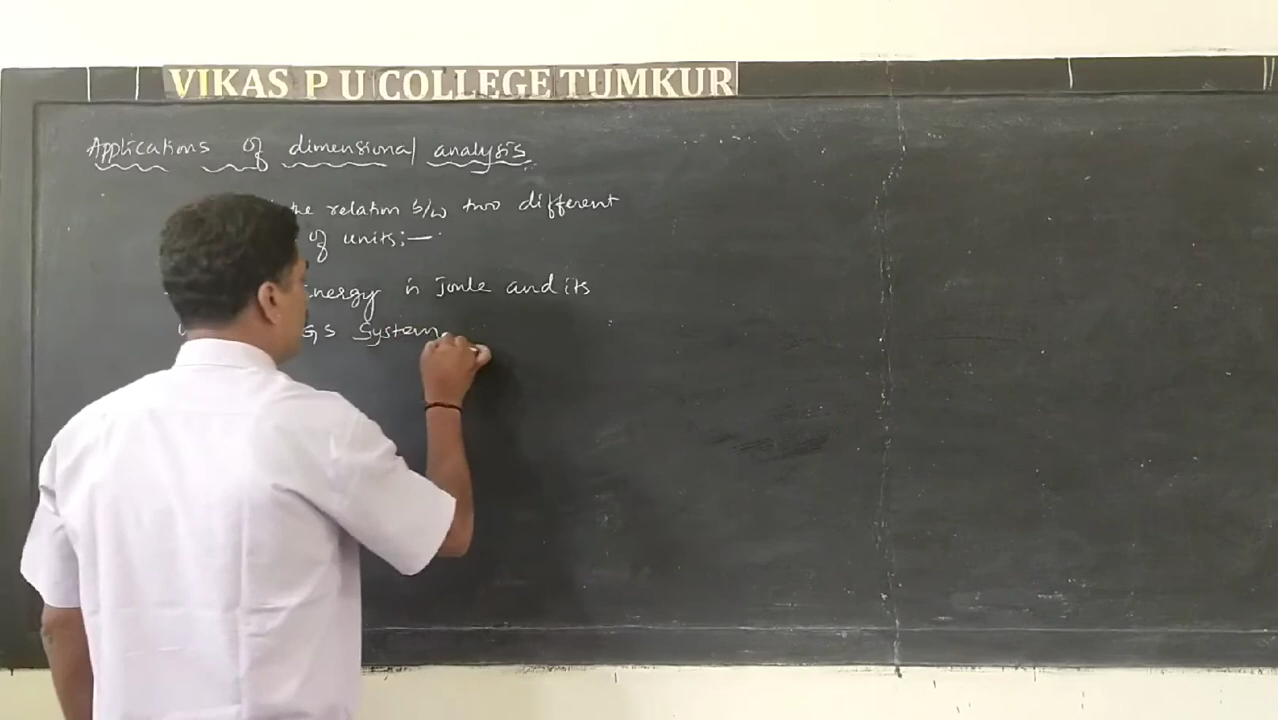 VIKAS P U COLLEGE TUMKUR
Applications of dimensional analysis
the relation b/w two different
of units:—
Energy in Joule and its
G S System